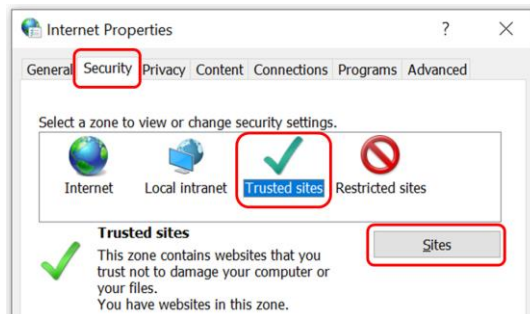 Internet Properties ?
General Security Privacy Content Connections Programs Advanced
Select a zone to view or change security settings.
Internet Local intranet Trusted sites Restricted sites
Trusted sites
Sites
This zone contains websites that you
trust not to damage your computer or
your files.
You have websites in this zone.